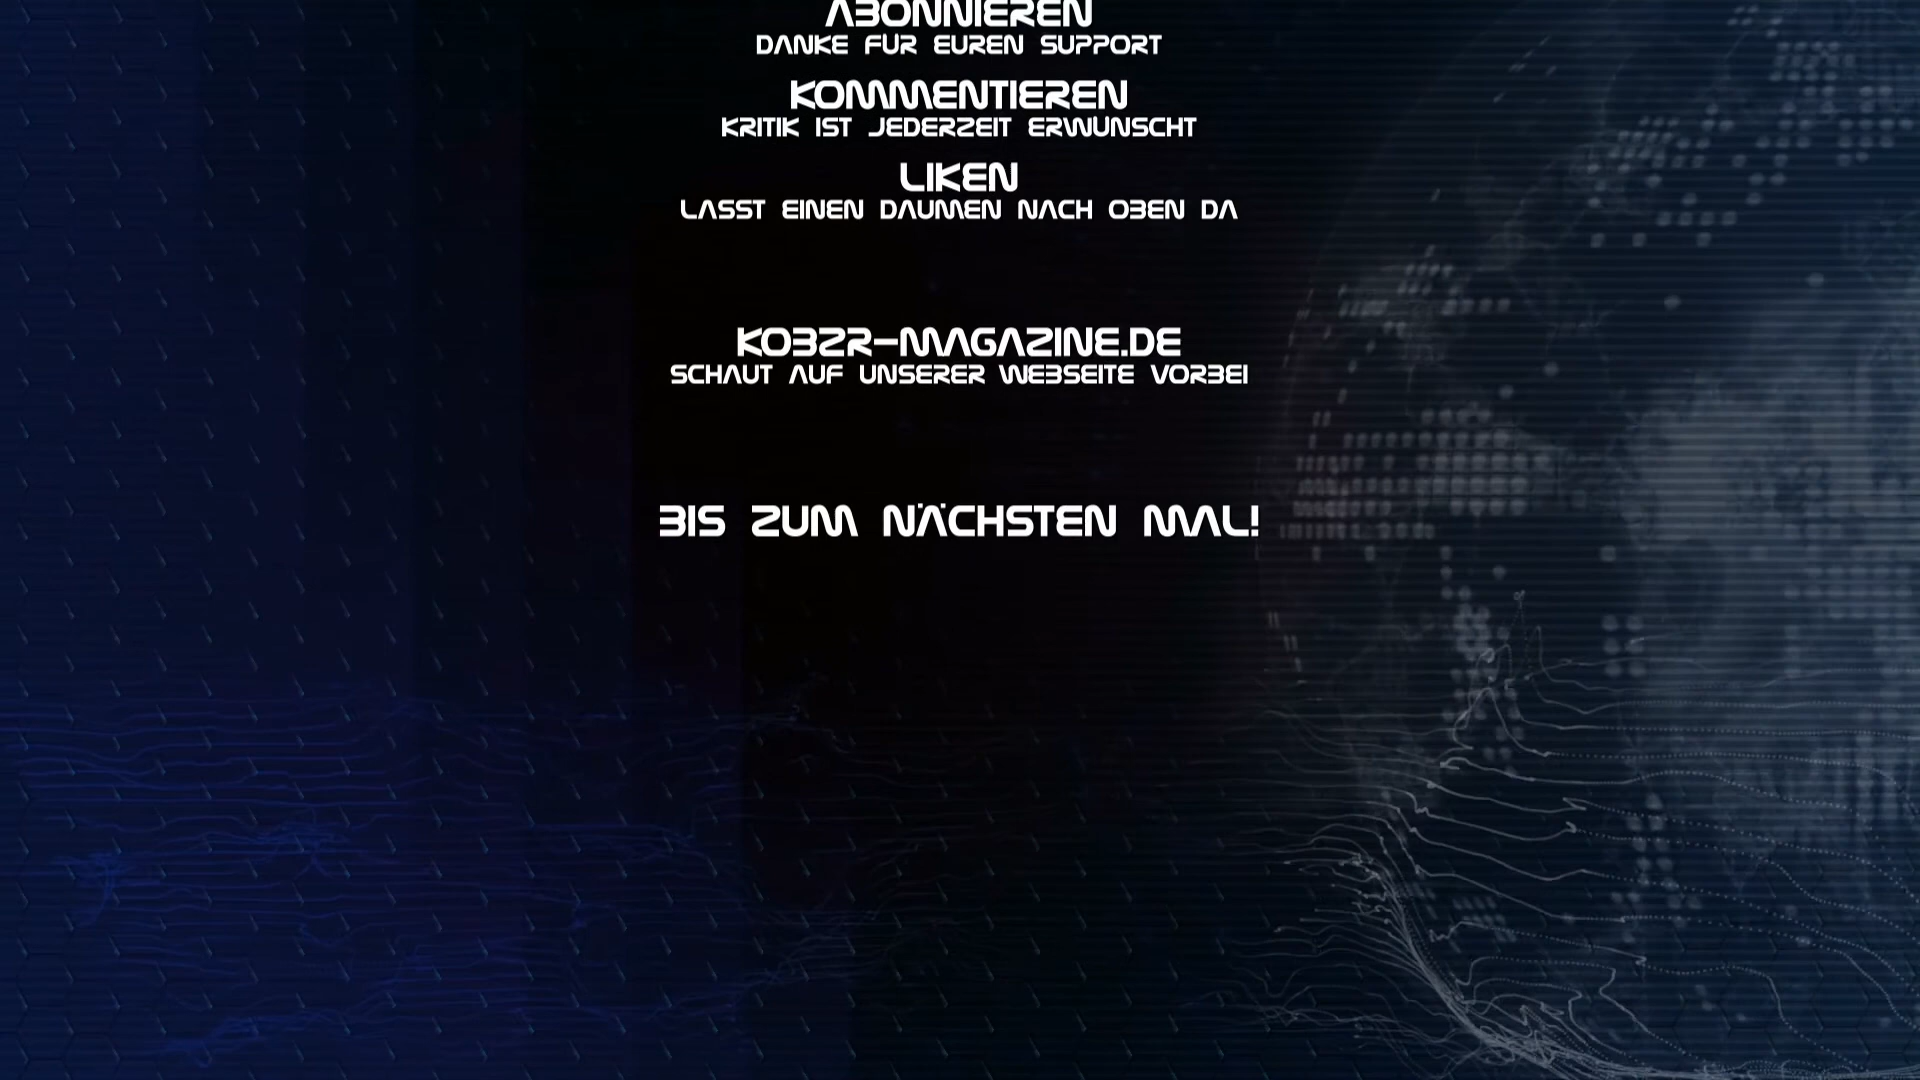 ABONNIEREN
DANKE FÜR EUREN SUPPORT
KOMMENTIEREN
KRITIK IST JEDERZEIT ERWÜNSCHT
LIKEN
LASST EINEN DAUMEN NACH OBEN DA
KOBZR-MAGAZINE.DE
SCHAUT AUF UNSERER WEBSEITE VORBEI
BIS ZUM NÄCHSTEN MAL!